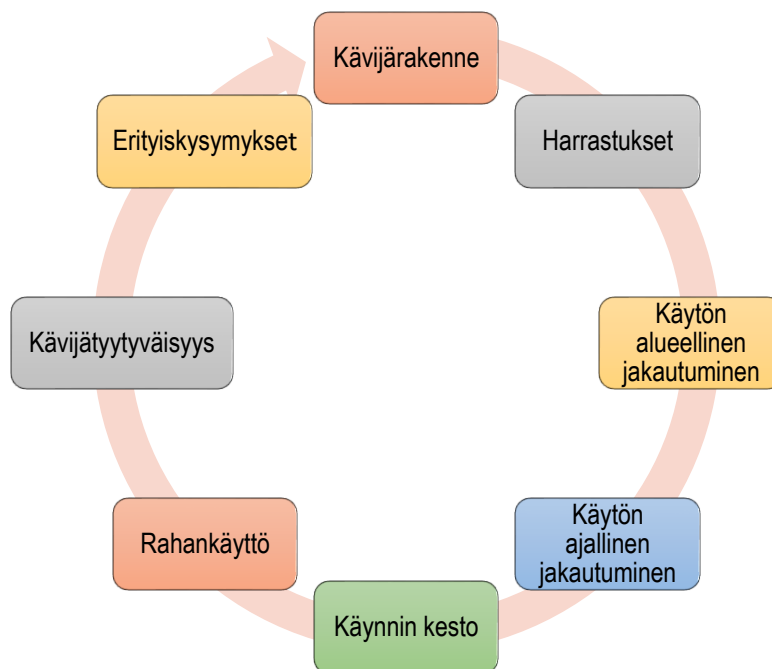 Kävijärakenne
Harrastukset
Käytön
alueellinen
jakautuminen
Käytön
ajallinen
jakautuminen
Käynnin kesto
Rahankäyttö
Kävijätyytyväisyys
Erityiskysymykset